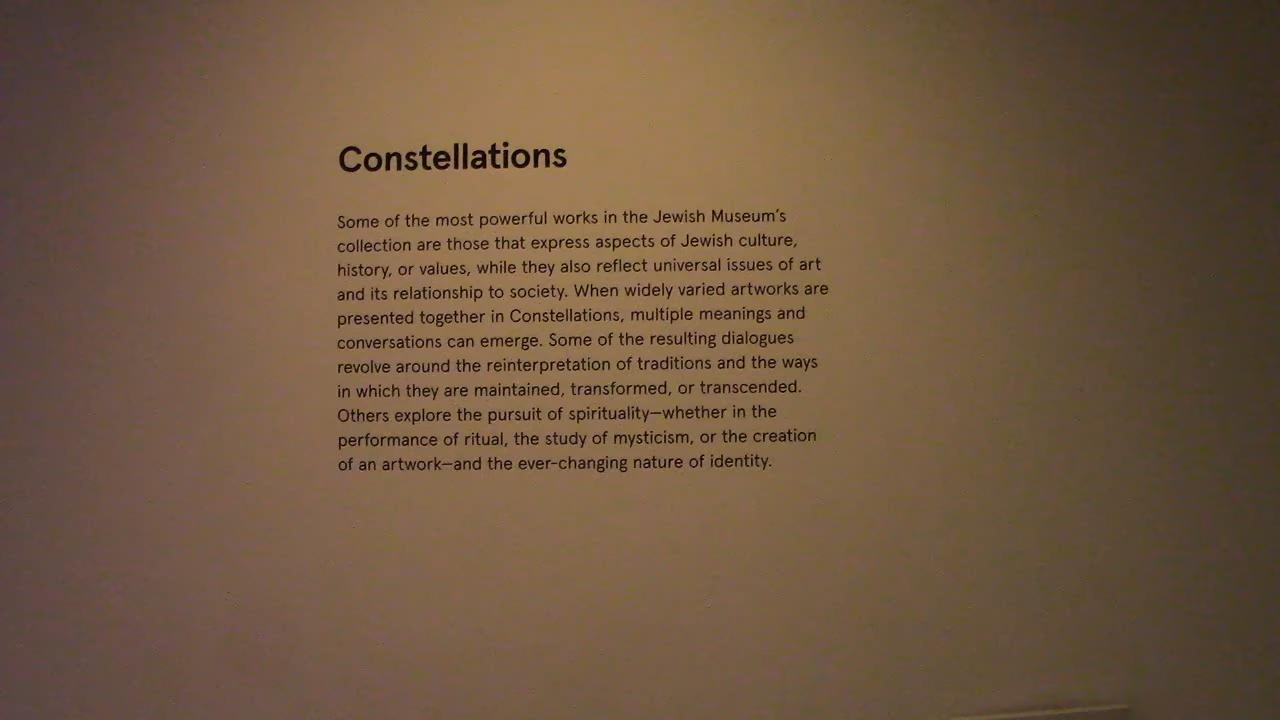 Constellations
Some of the most powerful works in the Jewish Museum's
collection are those that express aspects of Jewish culture,
history, or values, while they also reflect universal issues of art
and its relationship to society. When widely varied artworks are
presented together in Constellations, multiple meanings and
conversations can emerge. Some of the resulting dialogues
revolve around the reinterpretation of traditions and the ways
in which they are maintained, transformed, or transcended.
Others explore the pursuit of spirituality—whether in the
performance of ritual, the study of mysticism, or the creation
of an artwork—and the ever-changing nature of identity.